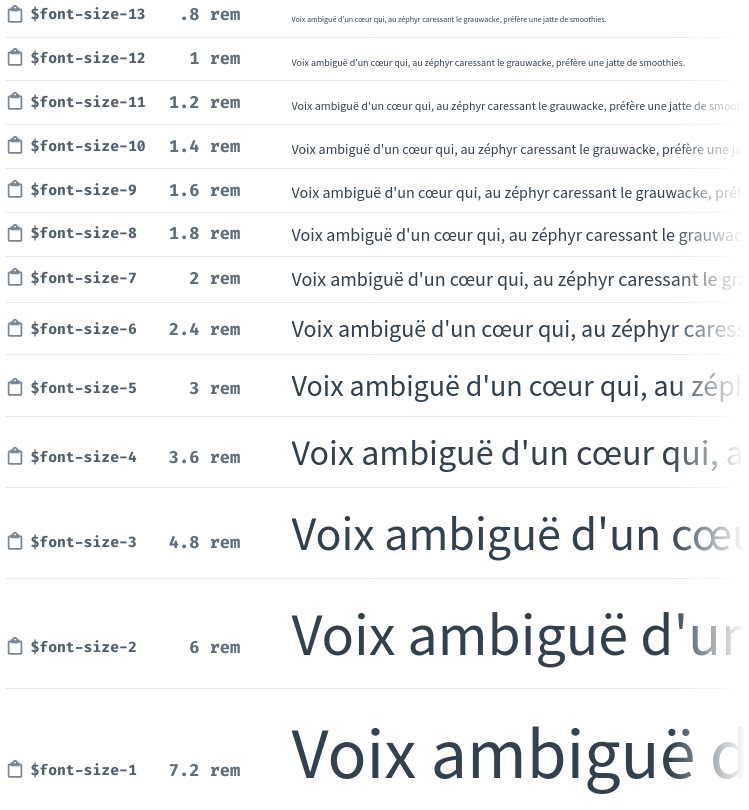 $font-size-13 .8 rem Voix ambiguë d'un cœur qui, au zéphyr caressant le grauwacke, préfère une jatte de smoothies.
$font-size-12 1 rem Voix ambiguë d'un cœur qui, au zéphyr caressant le grauwacke, préfère une jatte de smoothies.
$font-size-11 1.2 rem Voix ambiguë d'un cœur qui, au zéphyr caressant le grauwacke, préfère une jatte de smoot
$font-size-10 1.4 rem Voix ambiguë d'un cœur qui, au zéphyr caressant le grauwacke, préfère une ja
$font-size-9 1.6 rem Voix ambiguë d'un cœur qui, au zéphyr caressant le grauwacke, préf
$font-size-8 1.8 rem Voix ambiguë d'un cœur qui, au zéphyr caressant le grauwac
$font-size-7 2 rem Voix ambiguë d'un cœur qui, au zéphyr caressant le gra
$font-size-6 2.4 rem Voix ambiguë d'un cœur qui, au zéphyr caress
$font-size-5 3 rem Voix ambiguë d'un cœur qui, au zéph
$font-size-4 3.6 rem Voix ambiguë d'un cœur qui, a
$font-size-3 4.8 rem Voix ambiguë d'un cœu
$font-size-2 6 rem Voix ambiguë d'un
$font-size-1 7.2 rem Voix ambiguë d